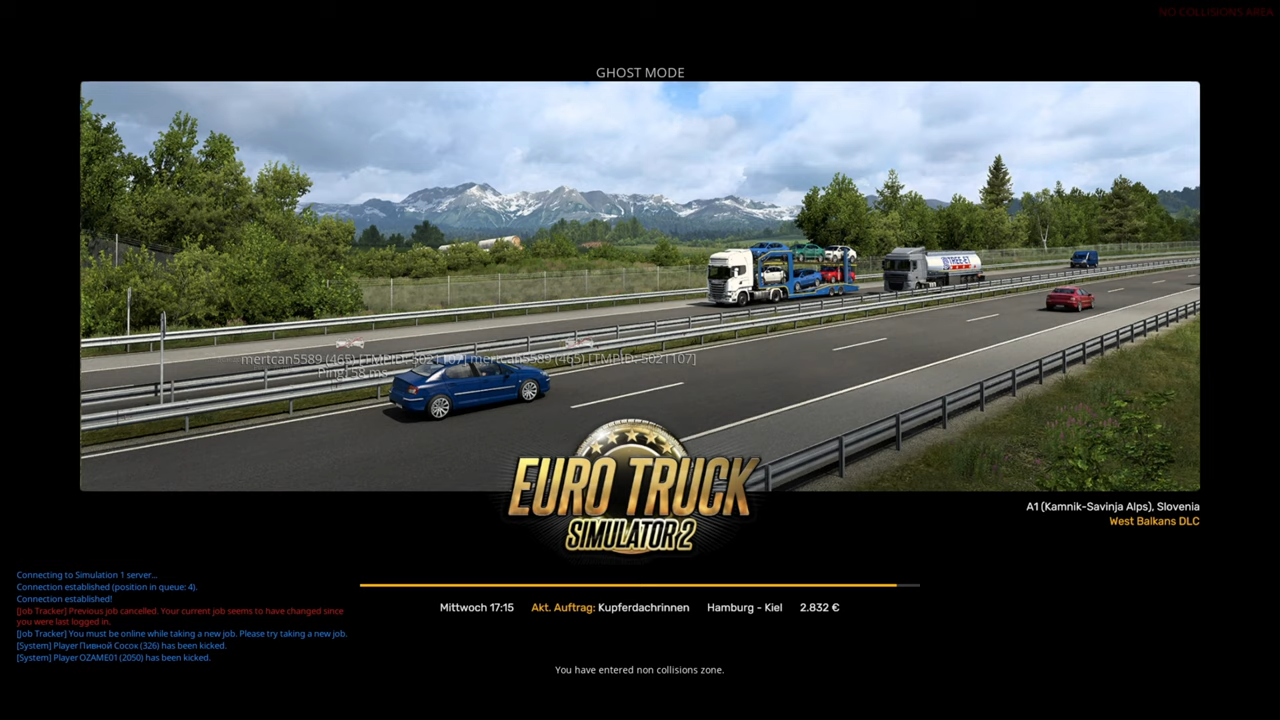 NO COLLISIONS AREA
GHOST MODE
TREE-ET
mertcan5589 (465) [TMPID: 5021107] mertcan5589 (465) [TMPID: 5021107]
Ping: 58 ms
EURO TRUCK
SIMULATOR 2
A1 (Kamnik-Savinja Alps), Slovenia
West Balkans DLC
Connecting to Simulation 1 server...
Connection established (position in queue: 4).
Connection established!
[Job Tracker] Previous job cancelled. Your current job seems to have changed since
you were last logged in.
[Job Tracker] You must be online while taking a new job. Please try taking a new job.
[System] Player Пивной Сосок (326) has been kicked.
[System] Player OZAME01 (2050) has been kicked.
Mittwoch 17:15 Akt. Auftrag: Kupferdachrinnen Hamburg - Kiel 2.832 €
You have entered non collisions zone.